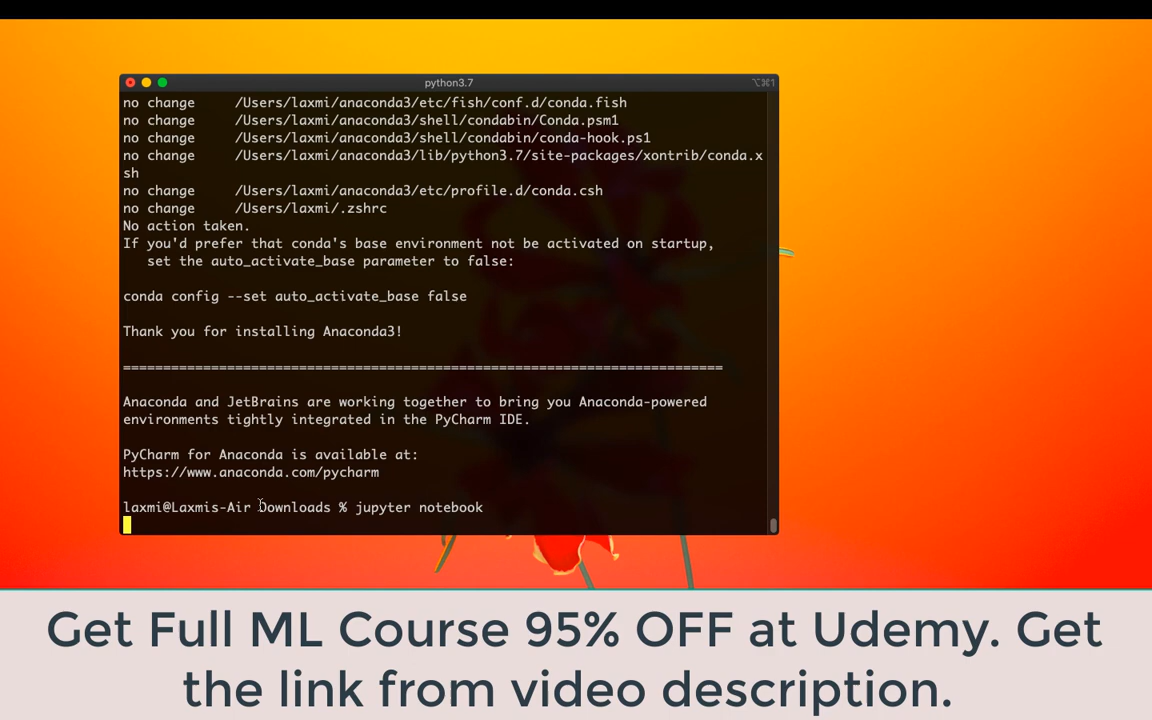 python3.7
⌥⌘1
no change     /Users/laxmi/anaconda3/etc/fish/conf.d/conda.fish
no change     /Users/laxmi/anaconda3/shell/condabin/Conda.psm1
no change     /Users/laxmi/anaconda3/shell/condabin/conda-hook.ps1
no change     /Users/laxmi/anaconda3/lib/python3.7/site-packages/xontrib/conda.x
sh
no change     /Users/laxmi/anaconda3/etc/profile.d/conda.csh
no change     /Users/laxmi/.zshrc
No action taken.
If you'd prefer that conda's base environment not be activated on startup,
   set the auto_activate_base parameter to false:
conda config --set auto_activate_base false
Thank you for installing Anaconda3!
===========================================================================
Anaconda and JetBrains are working together to bring you Anaconda-powered
environments tightly integrated in the PyCharm IDE.
PyCharm for Anaconda is available at:
https://www.anaconda.com/pycharm
laxmi@Laxmis-Air Downloads % jupyter notebook
Get Full ML Course 95% OFF at Udemy. Get
the link from video description.